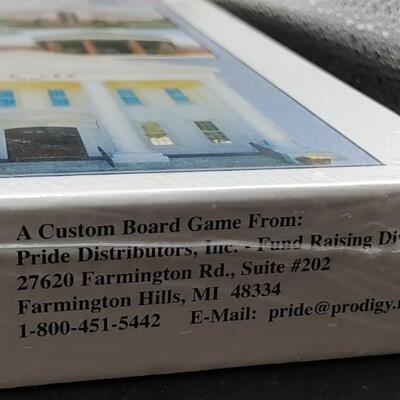 A Custom Board Game From:
Pride Distributors, Inc. - Fund Raising
27620 Farmington Rd., Suite #202
Farmington Hills, MI 48334
1-800-451-5442 E-Mail: pride@prodigy.